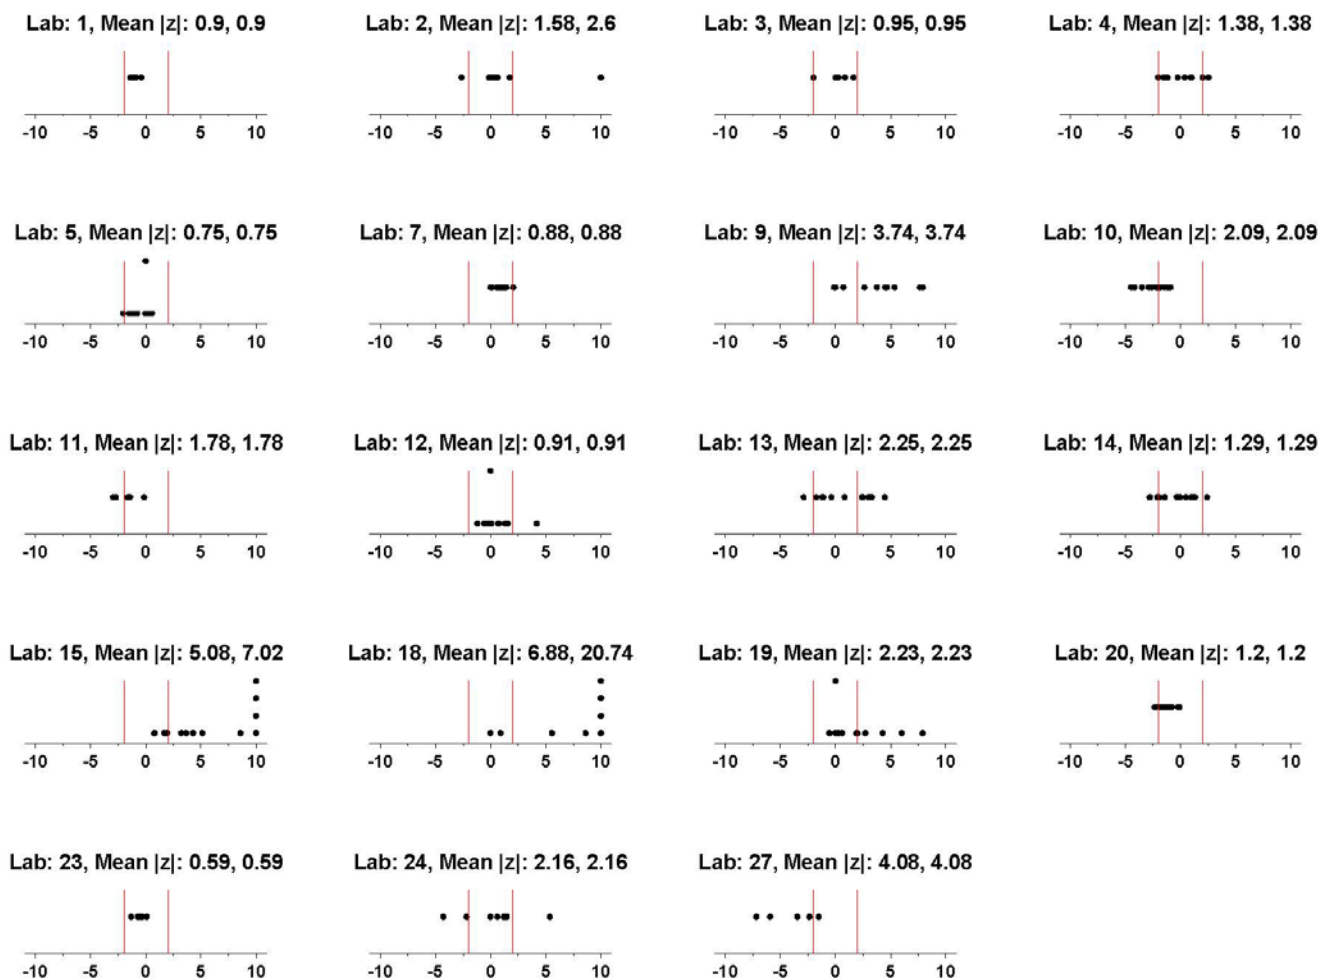 Lab: 1, Mean |z|: 0.9, 0.9
-10 -5 0 5 10
Lab: 2, Mean |z|: 1.58, 2.6
-10 -5 0 5 10
Lab: 3, Mean |z|: 0.95, 0.95
-10 -5 0 5 10
Lab: 4, Mean |z|: 1.38, 1.38
-10 -5 0 5 10
Lab: 5, Mean |z|: 0.75, 0.75
-10 -5 0 5 10
Lab: 7, Mean |z|: 0.88, 0.88
-10 -5 0 5 10
Lab: 9, Mean |z|: 3.74, 3.74
-10 -5 0 5 10
Lab: 10, Mean |z|: 2.09, 2.09
-10 -5 0 5 10
Lab: 11, Mean |z|: 1.78, 1.78
-10 -5 0 5 10
Lab: 12, Mean |z|: 0.91, 0.91
-10 -5 0 5 10
Lab: 13, Mean |z|: 2.25, 2.25
-10 -5 0 5 10
Lab: 14, Mean |z|: 1.29, 1.29
-10 -5 0 5 10
Lab: 15, Mean |z|: 5.08, 7.02
-10 -5 0 5 10
Lab: 18, Mean |z|: 6.88, 20.74
-10 -5 0 5 10
Lab: 19, Mean |z|: 2.23, 2.23
-10 -5 0 5 10
Lab: 20, Mean |z|: 1.2, 1.2
-10 -5 0 5 10
Lab: 23, Mean |z|: 0.59, 0.59
-10 -5 0 5 10
Lab: 24, Mean |z|: 2.16, 2.16
-10 -5 0 5 10
Lab: 27, Mean |z|: 4.08, 4.08
-10 -5 0 5 10